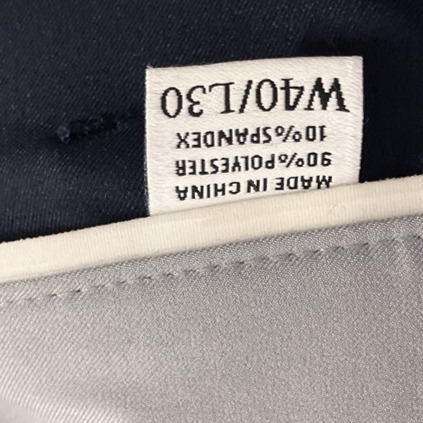 MADE IN CHINA
90%POLYESTER
10%SPANDEX
W40/L30